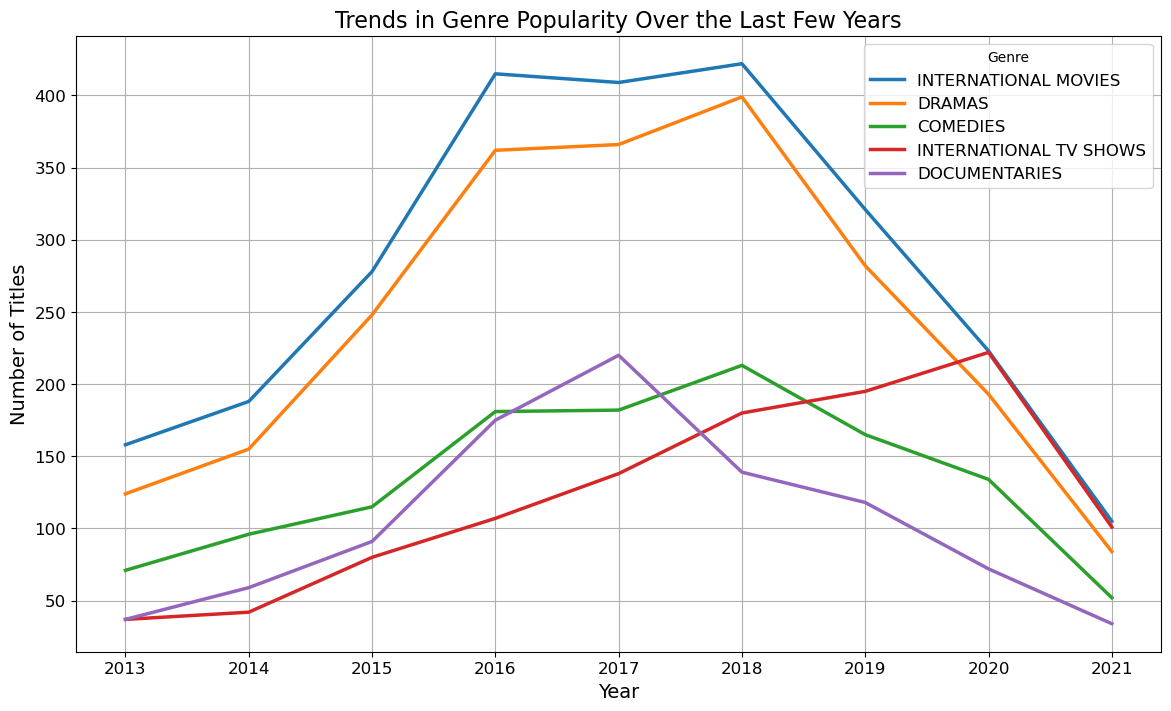 Trends in Genre Popularity Over the Last Few Years
Genre
INTERNATIONAL MOVIES
DRAMAS
COMEDIES
INTERNATIONAL TV SHOWS
DOCUMENTARIES
Number of Titles
400
350
300
250
200
150
100
50
2013 2014 2015 2016 2017 2018 2019 2020 2021
Year